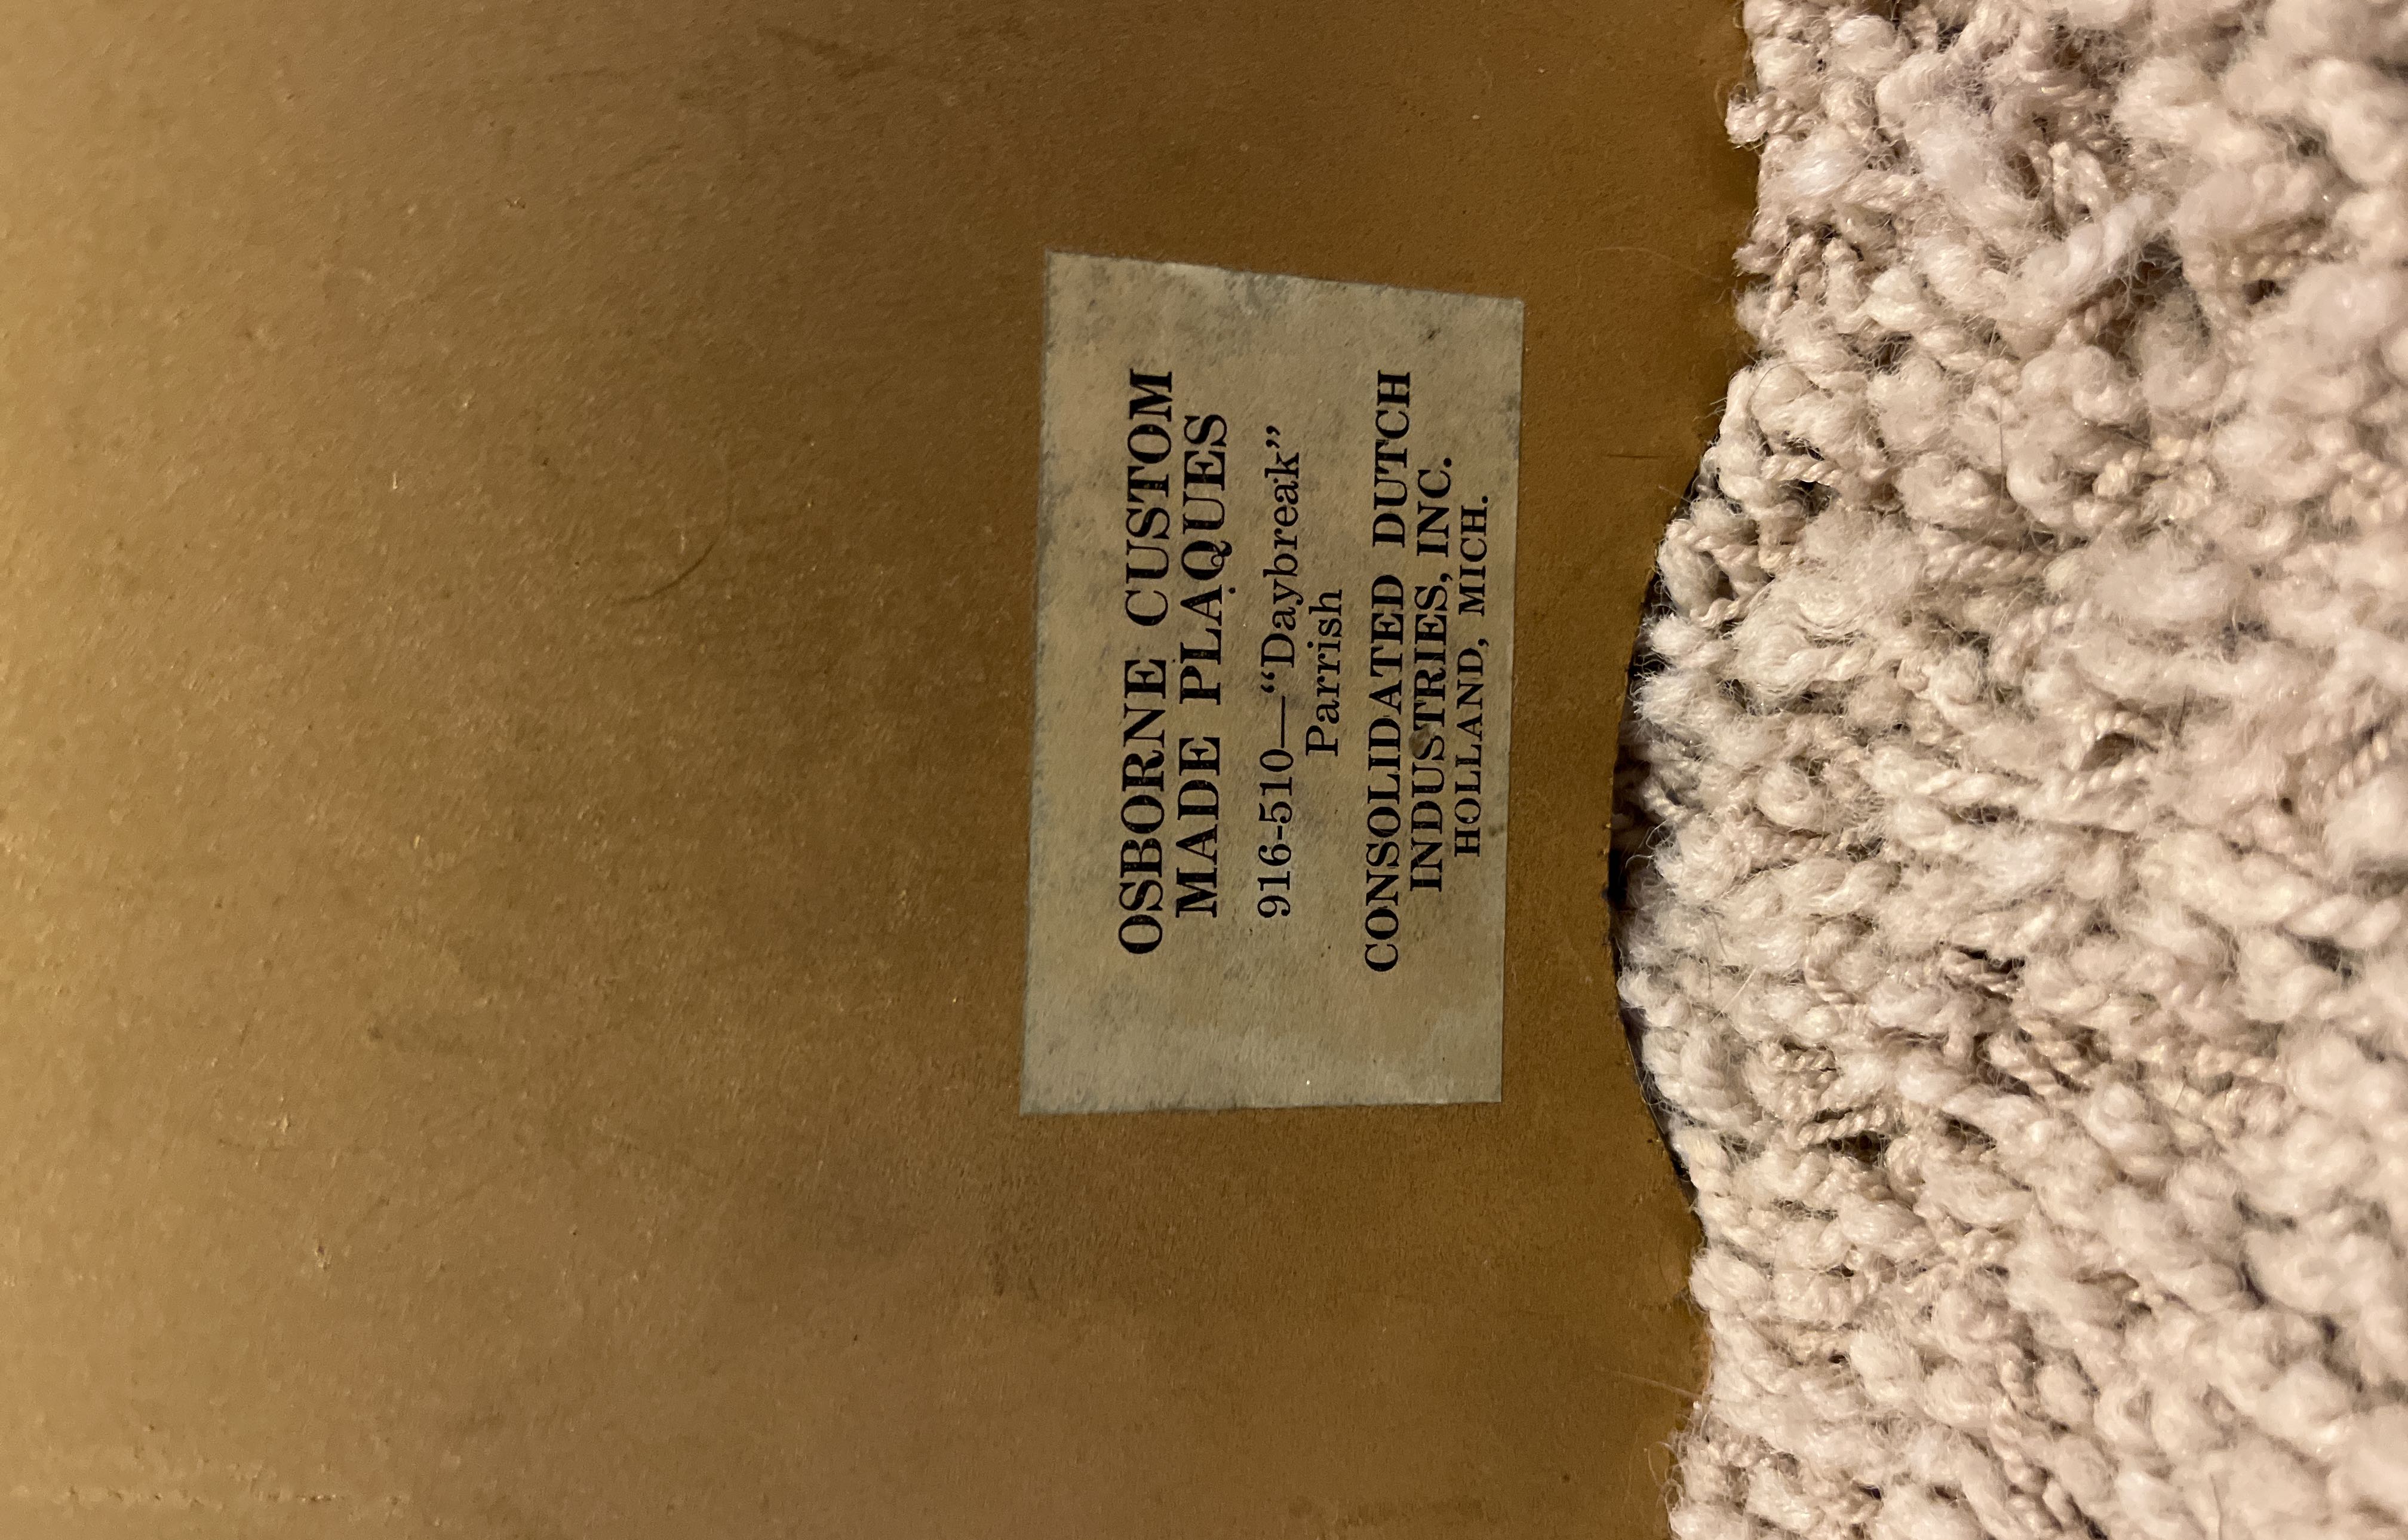 OSBORNE CUSTOM
MADE PLAQUES
916-510—“Daybreak”
Parrish
CONSOLIDATED DUTCH
INDUSTRIES, INC.
HOLLAND, MICH.